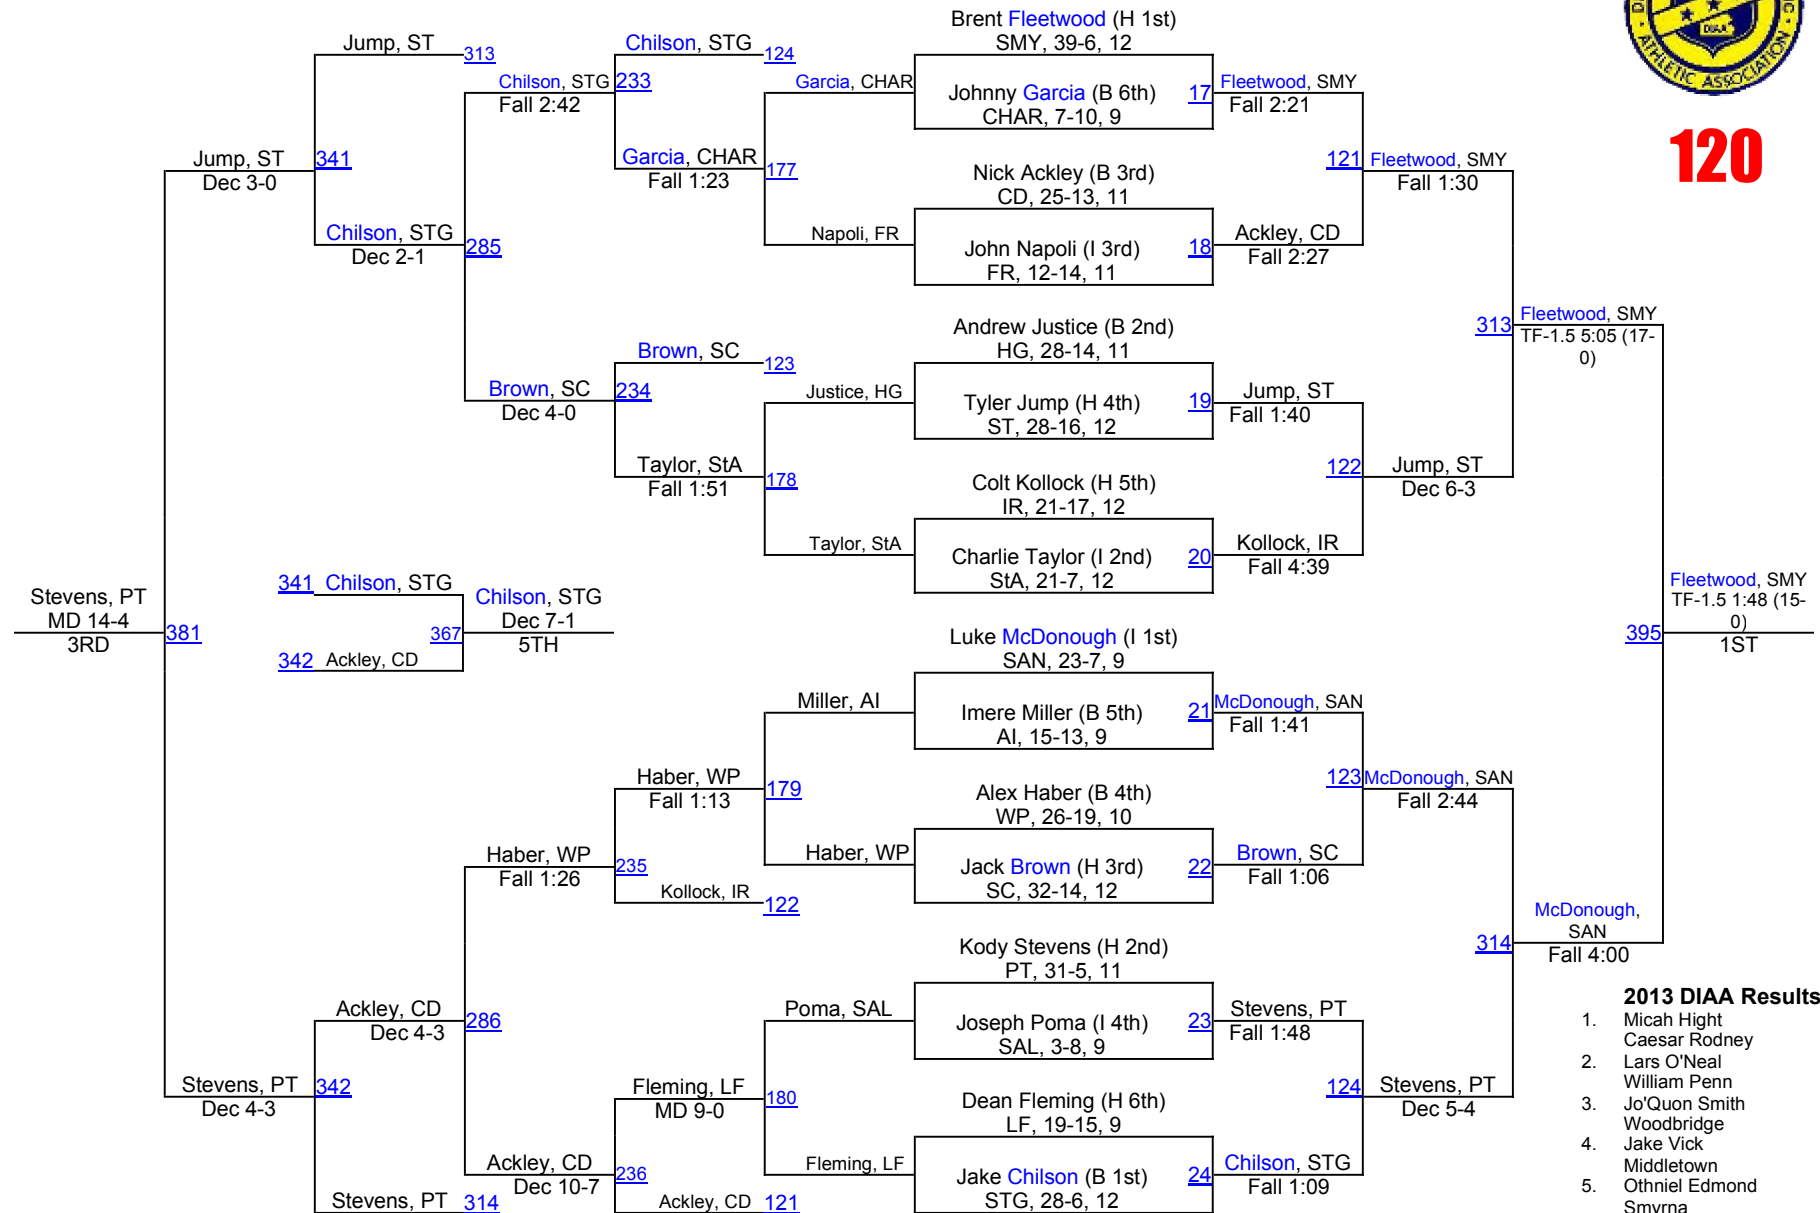 Brent Fleetwood (H 1st)
SMY, 39-6, 12
DIAA
ATHLETIC ASSOCIATION
120
Jump, ST
313
Chilson, STG
124
Chilson, STG
233
Fall 2:42
Garcia, CHAR
Johnny Garcia (B 6th)
CHAR, 7-10, 9
17
Fleetwood, SMY
Fall 2:21
Jump, ST
341
Dec 3-0
Garcia, CHAR
177
Fall 1:23
Nick Ackley (B 3rd)
CD, 25-13, 11
121
Fleetwood, SMY
Fall 1:30
Chilson, STG
285
Dec 2-1
Napoli, FR
John Napoli (I 3rd)
FR, 12-14, 11
18
Ackley, CD
Fall 2:27
Andrew Justice (B 2nd)
HG, 28-14, 11
313
Fleetwood, SMY
TF-1.5 5:05 (17-
0)
Brown, SC
123
Brown, SC
234
Dec 4-0
Justice, HG
Tyler Jump (H 4th)
ST, 28-16, 12
19
Jump, ST
Fall 1:40
Taylor, StA
178
Fall 1:51
Colt Kollock (H 5th)
IR, 21-17, 12
122
Jump, ST
Dec 6-3
Taylor, StA
Charlie Taylor (I 2nd)
StA, 21-7, 12
20
Kollock, IR
Fall 4:39
Stevens, PT
MD 14-4
3RD
381
341
Chilson, STG
342
Ackley, CD
367
Chilson, STG
Dec 7-1
5TH
395
Fleetwood, SMY
TF-1.5 1:48 (15-
0)
1ST
Luke McDonough (I 1st)
SAN, 23-7, 9
Miller, AI
Imere Miller (B 5th)
AI, 15-13, 9
21
McDonough, SAN
Fall 1:41
Haber, WP
179
Fall 1:13
Alex Haber (B 4th)
WP, 26-19, 10
123
McDonough, SAN
Fall 2:44
Haber, WP
235
Fall 1:26
Haber, WP
Jack Brown (H 3rd)
SC, 32-14, 12
22
Brown, SC
Fall 1:06
Kollock, IR
122
Kody Stevens (H 2nd)
PT, 31-5, 11
314
McDonough,
SAN
Fall 4:00
Ackley, CD
286
Dec 4-3
Poma, SAL
Joseph Poma (I 4th)
SAL, 3-8, 9
23
Stevens, PT
Fall 1:48
Stevens, PT
342
Dec 4-3
Fleming, LF
180
MD 9-0
Dean Fleming (H 6th)
LF, 19-15, 9
124
Stevens, PT
Dec 5-4
Ackley, CD
236
Dec 10-7
Fleming, LF
Jake Chilson (B 1st)
STG, 28-6, 12
24
Chilson, STG
Fall 1:09
Stevens, PT
314
Ackley, CD
121
2013 DIAA Results
1. Micah Hight
Caesar Rodney
2. Lars O'Neal
William Penn
3. Jo'Quon Smith
Woodbridge
4. Jake Vick
Middletown
5. Othniel Edmond
Smyrna